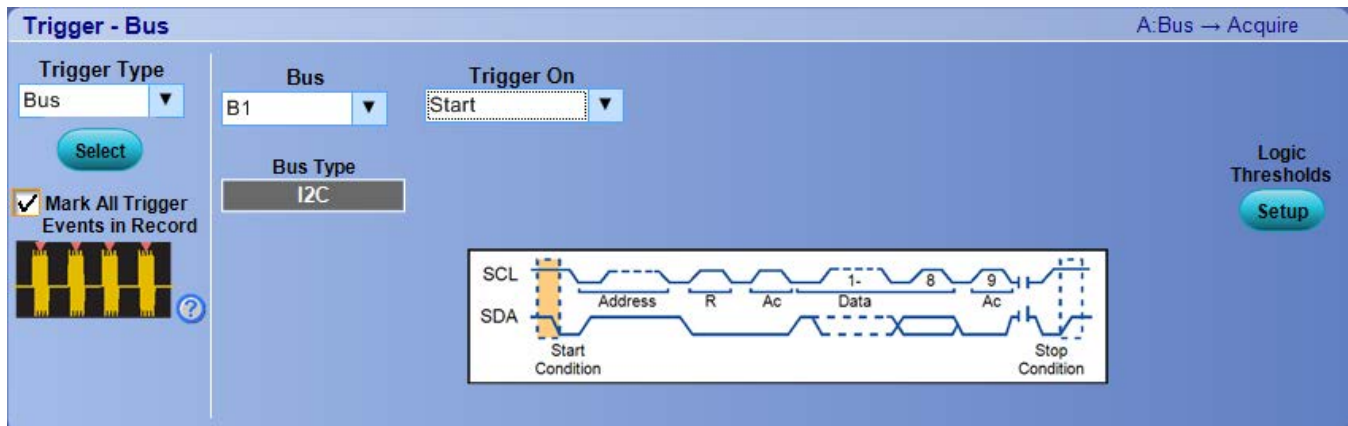 Trigger - Bus
A:Bus → Acquire
Trigger Type
Bus
Select
Mark All Trigger
Events in Record
?
Bus
B1
Trigger On
Start
Bus Type
I2C
Logic
Thresholds
Setup
SCL
1-
8
9
Address
R
Ac
Data
Ac
SDA
Start
Condition
Stop
Condition